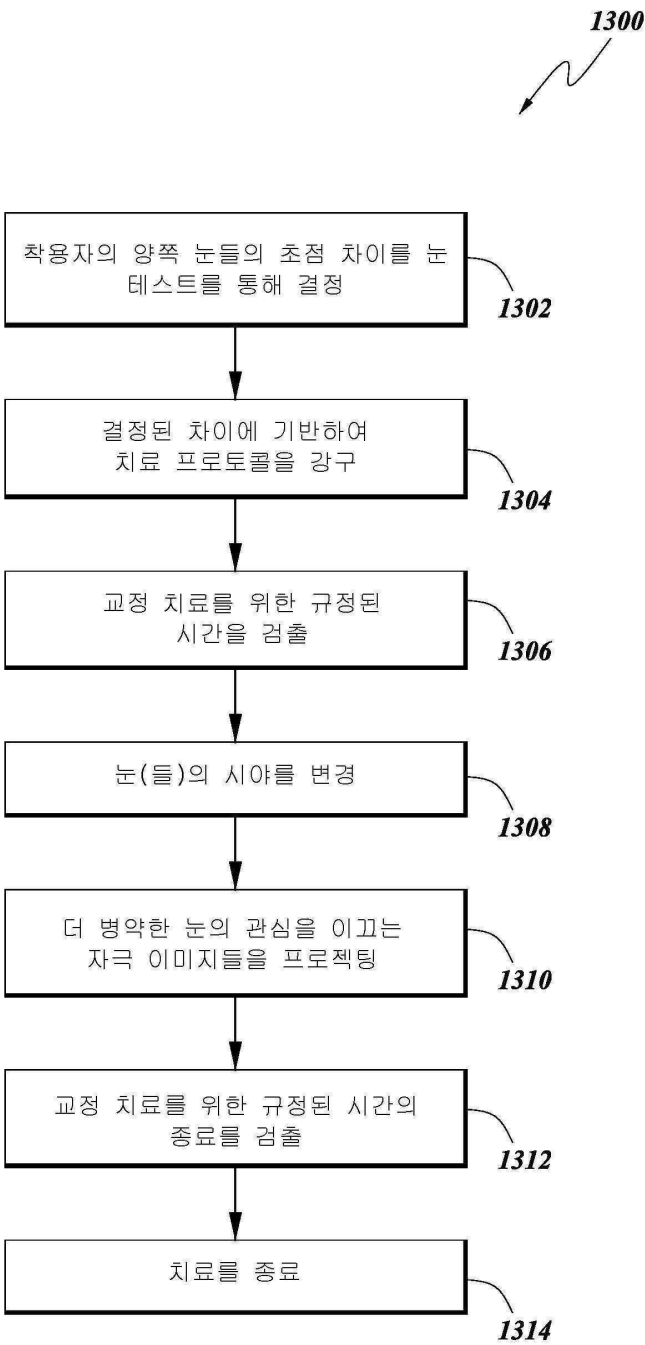 1300
착용자의 양쪽 눈들의 초점 차이를 눈
테스트를 통해 결정
1302
결정된 차이에 기반하여
치료 프로토콜을 강구
1304
교정 치료를 위한 규정된
시간을 검출
1306
눈(들)의 시야를 변경
1308
더 병약한 눈의 관심을 이끄는
자극 이미지들을 프로젝팅
1310
교정 치료를 위한 규정된 시간의
종료를 검출
1312
치료를 종료
1314